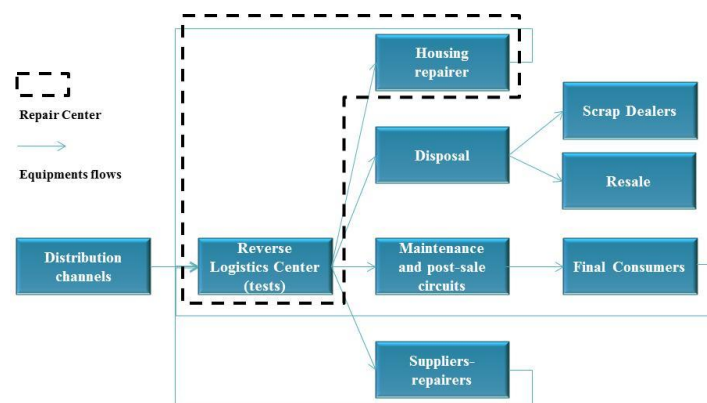 Housing
repairer
Repair Center
Equipments flows
Scrap Dealers
Disposal
Resale
Distribution
channels
Reverse
Logistics Center
(tests)
Maintenance
and post-sale
circuits
Final Consumers
Suppliers-
repairers